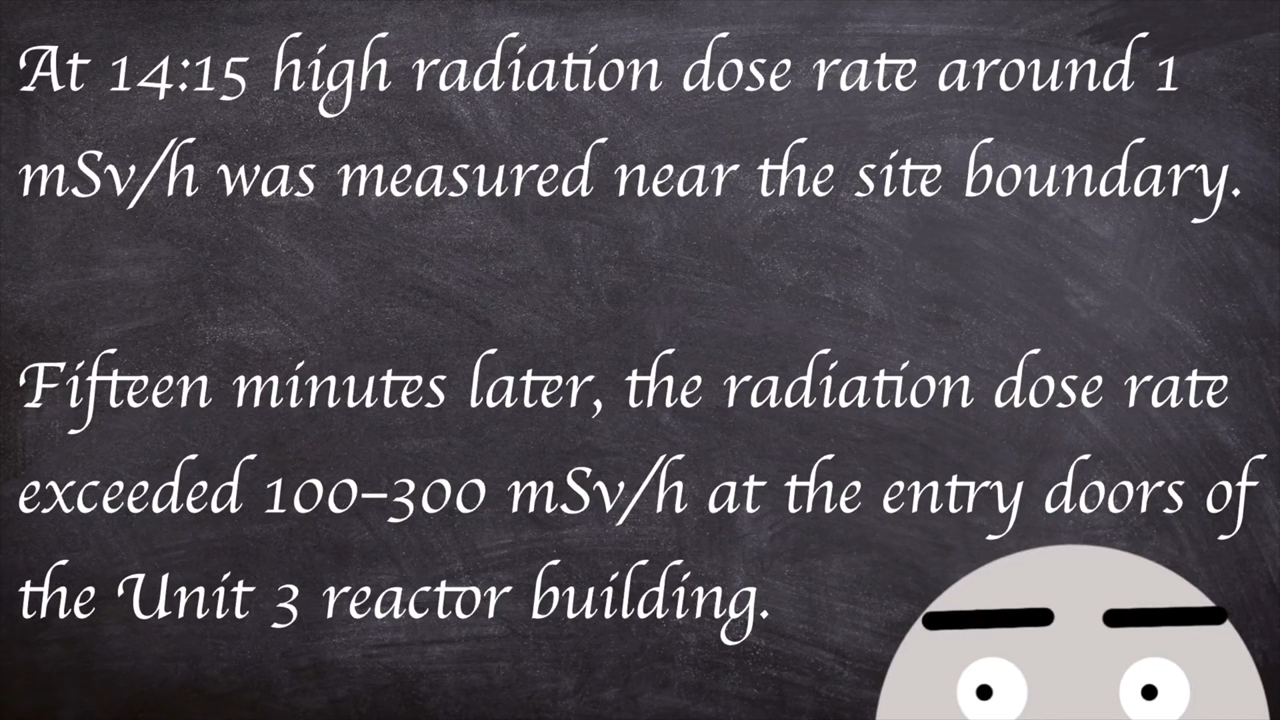 At 14:15 high radiation dose rate around 1
mSv/h was measured near the site boundary.
Fifteen minutes later, the radiation dose rate
exceeded 100–300 mSv/h at the entry doors of
the Unit 3 reactor building.